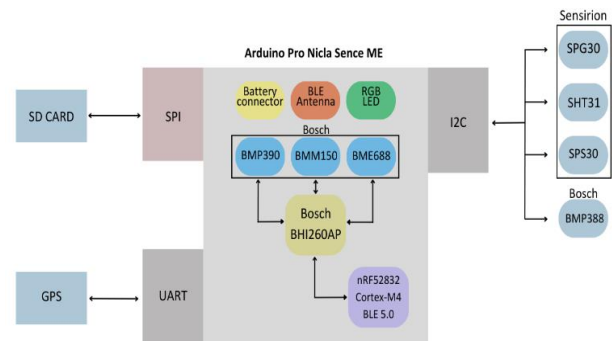 Sensirion
Arduino Pro Nicla Sence ME
SPG30
Battery
connector
BLE
Antenna
RGB
LED
SD CARD
SPI
I2C
SHT31
Bosch
BMP390
BMM150
BME688
SPS30
Bosch
BMP388
Bosch
BHI260AP
GPS
UART
nRF52832
Cortex-M4
BLE 5.0